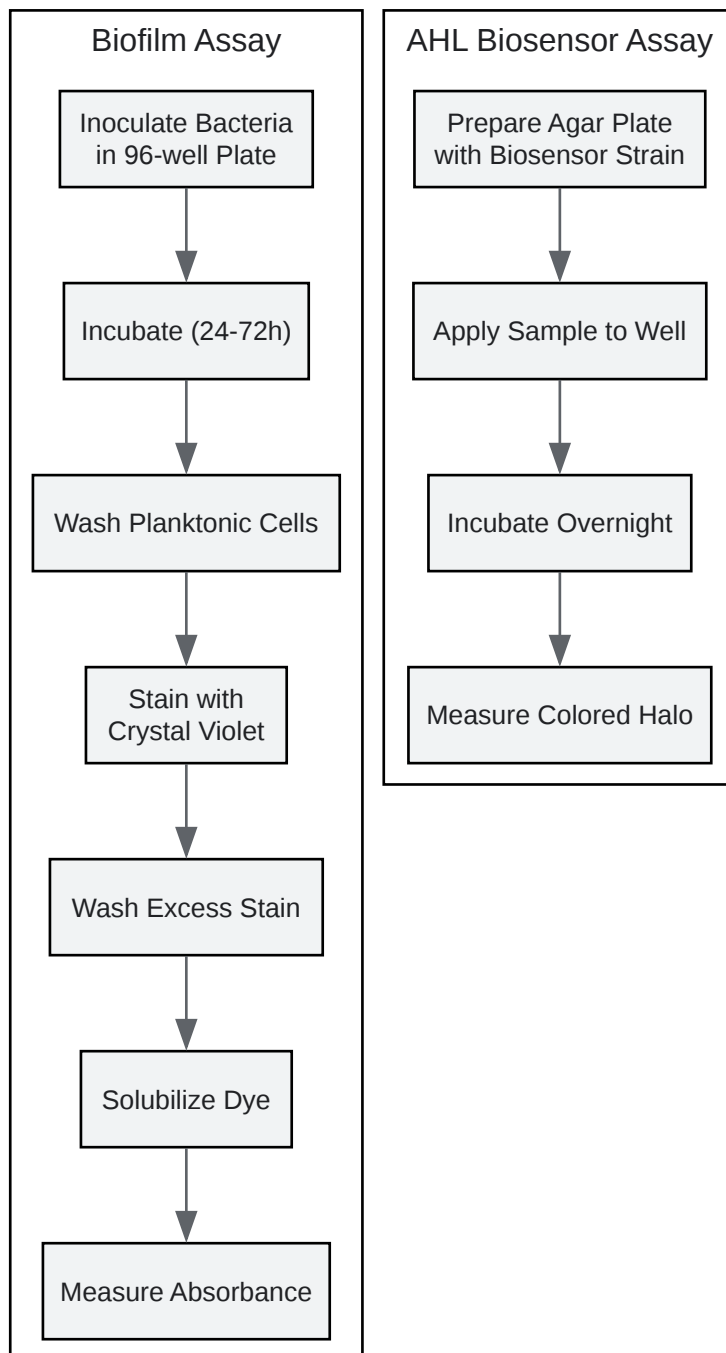 Biofilm Assay
Inoculate Bacteria
in 96-well Plate
Incubate (24-72h)
Wash Planktonic Cells
Stain with
Crystal Violet
Wash Excess Stain
Solubilize Dye
Measure Absorbance
AHL Biosensor Assay
Prepare Agar Plate
with Biosensor Strain
Apply Sample to Well
Incubate Overnight
Measure Colored Halo